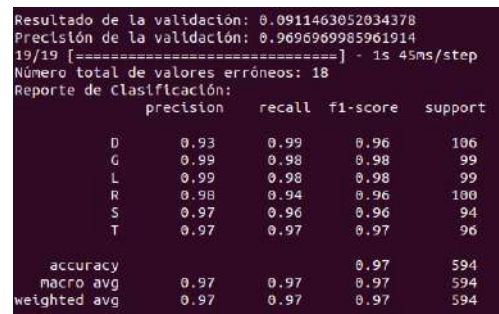 Resultado de la validación: 0.0911463052034378
Precisión de la validación: 0.9696969985961914
19/19 [==============================] - 1s 45ms/step
Número total de valores erróneos: 18
Reporte de Clasificación:
precision recall f1-score support
D 0.93 0.99 0.96 106
G 0.99 0.98 0.98 99
L 0.99 0.98 0.98 99
R 0.98 0.94 0.96 100
S 0.97 0.96 0.96 94
T 0.97 0.97 0.97 96
accuracy 0.97 594
macro avg 0.97 0.97 0.97 594
weighted avg 0.97 0.97 0.97 594